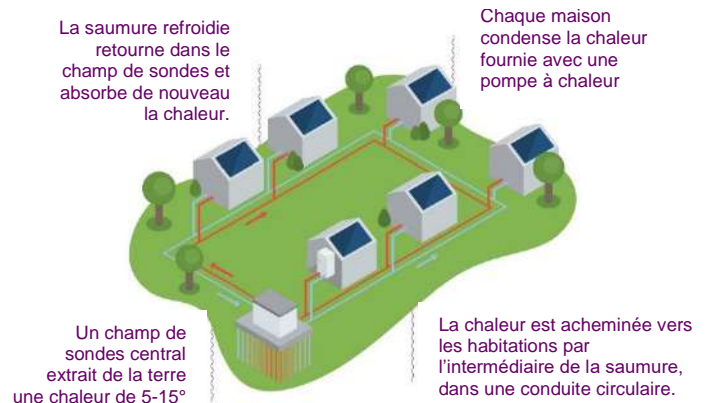 La saumure refroidie
retourne dans le
champ de sondes et
absorbe de nouveau
la chaleur.
Chaque maison
condense la chaleur
fournie avec une
pompe à chaleur
Un champ de
sondes central
extrait de la terre
une chaleur de 5-15°
La chaleur est acheminée vers
les habitations par
l'intermédiaire de la saumure,
dans une conduite circulaire.